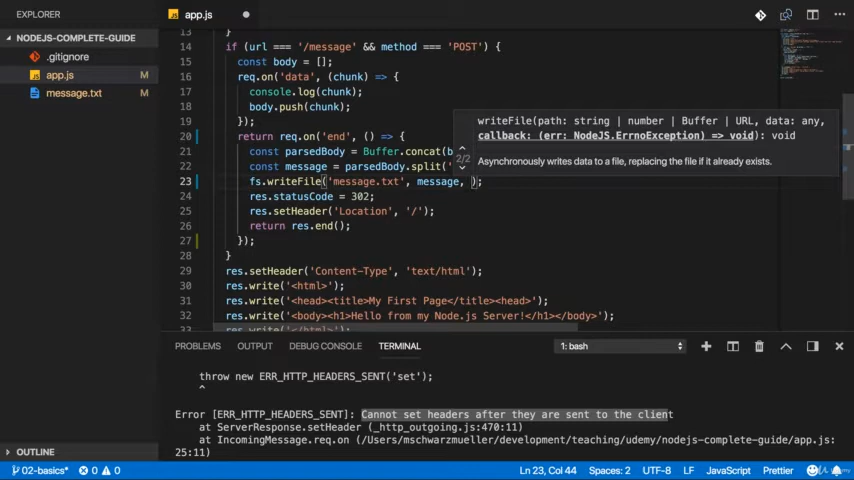 EXPLORER
app.js
NODEJS-COMPLETE-GUIDE
.gitignore
app.js M
message.txt M
13 }
14 if (url === '/message' && method === 'POST') {
15 const body = [];
16 req.on('data', (chunk) => {
17 console.log(chunk);
18 body.push(chunk);
19 });
20 return req.on('end', () => {
21 const parsedBody = Buffer.concat(b
22 const message = parsedBody.split('
23 fs.writeFile('message.txt', message, );
24 res.statusCode = 302;
25 res.setHeader('Location', '/');
26 return res.end();
27 });
28 }
29 res.setHeader('Content-Type', 'text/html');
30 res.write('<html>');
31 res.write('<head><title>My First Page</title><head>');
32 res.write('<body><h1>Hello from my Node.js Server!</h1></body>');
33 res.write('</html>');
writeFile(path: string | number | Buffer | URL, data: any,
callback: (err: NodeJS.ErrnoException) => void): void
2/2
Asynchronously writes data to a file, replacing the file if it already exists.
PROBLEMS OUTPUT DEBUG CONSOLE TERMINAL 1: bash
throw new ERR_HTTP_HEADERS_SENT('set');
^
Error [ERR_HTTP_HEADERS_SENT]: Cannot set headers after they are sent to the client
at ServerResponse.setHeader (_http_outgoing.js:470:11)
at IncomingMessage.req.on (/Users/mschwarzmueller/development/teaching/udemy/nodejs-complete-guide/app.js:
25:11)
OUTLINE
02-basics* 0 0 Ln 23, Col 44 Spaces: 2 UTF-8 LF JavaScript Prettier